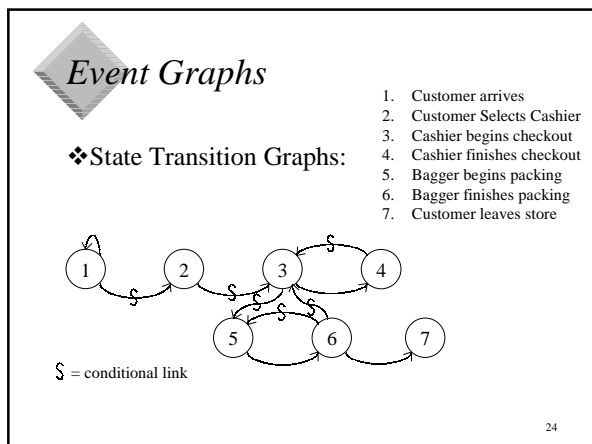 Event Graphs
1. Customer arrives
2. Customer Selects Cashier
3. Cashier begins checkout
4. Cashier finishes checkout
5. Bagger begins packing
6. Bagger finishes packing
7. Customer leaves store
❖State Transition Graphs:
S S S S S S
1 2 3 4
5 6 7
S = conditional link
24